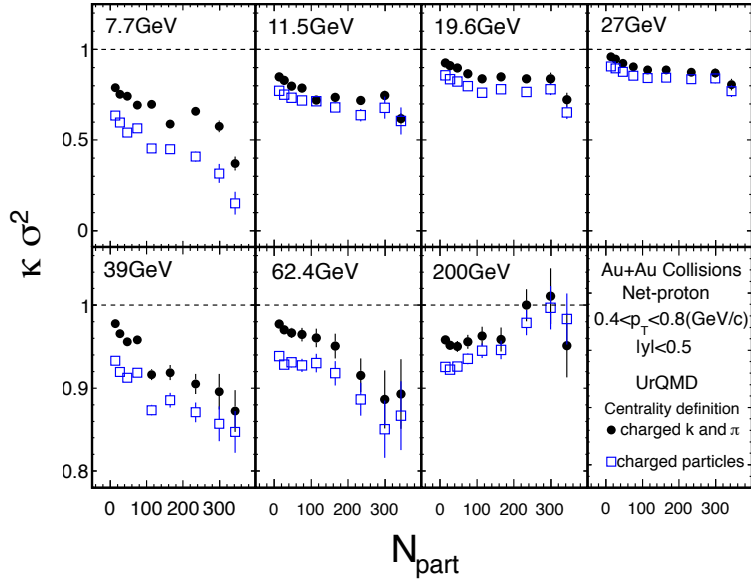 7.7GeV
11.5GeV
19.6GeV
27GeV
1
0.5
0
κ σ²
39GeV
62.4GeV
200GeV
Au+Au Collisions
Net-proton
0.4<p_T<0.8(GeV/c)
|y|<0.5
UrQMD
Centrality definition
charged k and π
charged particles
1
0.9
0.8
0 100 200 300
0 100 200 300
0 100 200 300
0 100 200 300
N_part